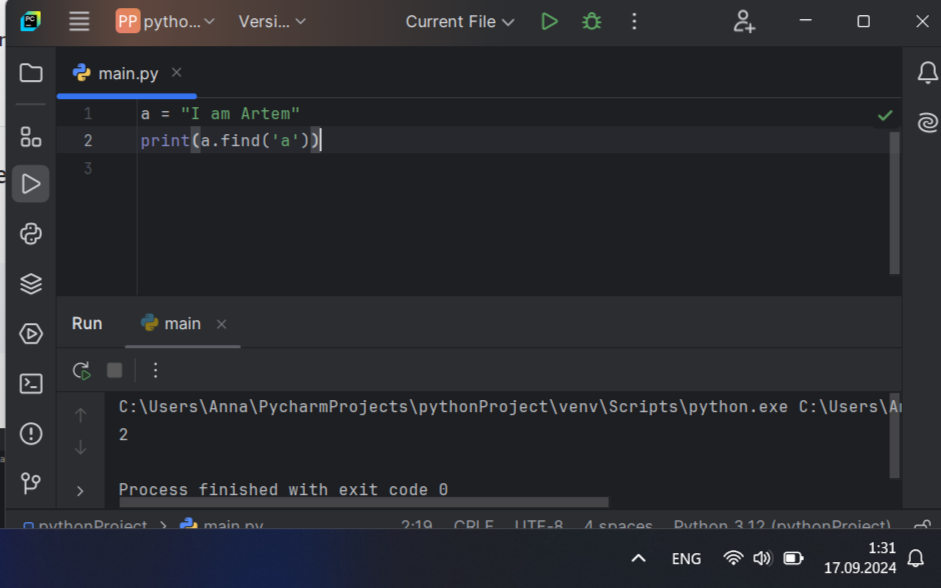 PC
PP pytho... Versi... Current File
main.py
1 a = "I am Artem"
2 print(a.find('a'))
3
Run main
C:\Users\Anna\PycharmProjects\pythonProject\venv\Scripts\python.exe C:\Users\
2
Process finished with exit code 0
pythonProject > main.py 2:19 CRLF UTF-8 4 spaces Python 3.12 (pythonProject)
ENG 1:31
17.09.2024